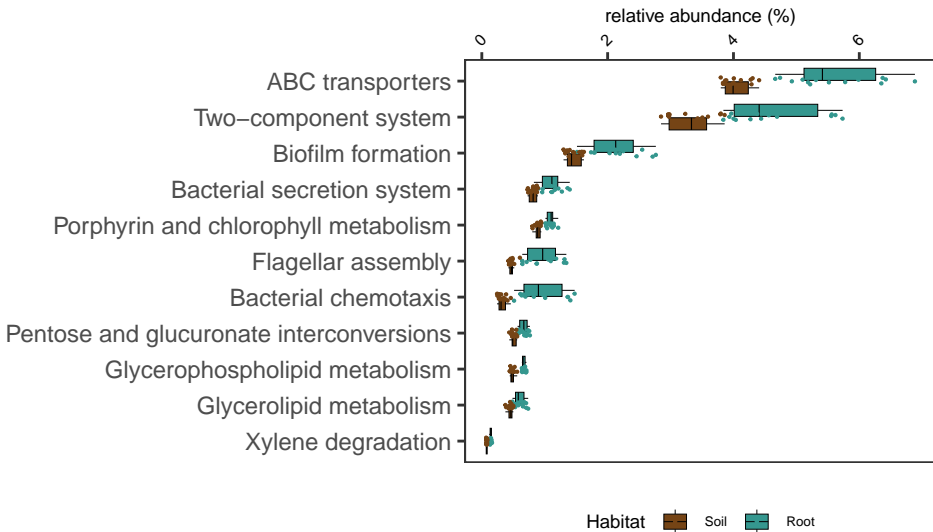 relative abundance (%)
0 2 4 6
ABC transporters
Two−component system
Biofilm formation
Bacterial secretion system
Porphyrin and chlorophyll metabolism
Flagellar assembly
Bacterial chemotaxis
Pentose and glucuronate interconversions
Glycerophospholipid metabolism
Glycerolipid metabolism
Xylene degradation
Habitat Soil Root